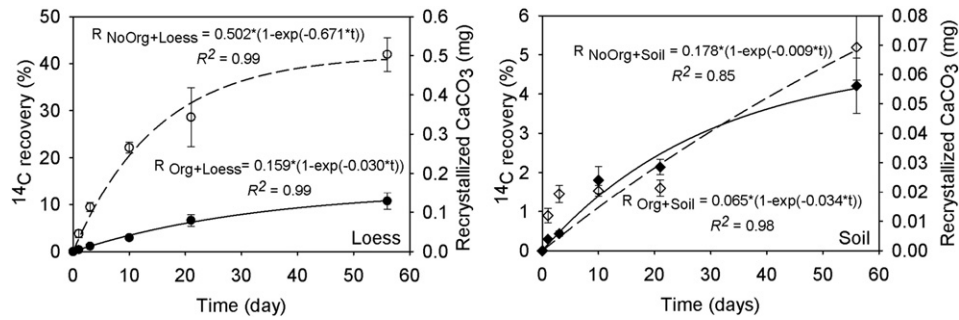 R NoOrg+Loess = 0.502*(1-exp(-0.671*t))
R² = 0.99
R Org+Loess = 0.159*(1-exp(-0.030*t))
R² = 0.99
Loess
14C recovery (%)
60
50
40
30
20
10
0
Recrystallized CaCO3 (mg)
0.6
0.5
0.4
0.3
0.2
0.1
0.0
0 10 20 30 40 50 60
Time (day)
R NoOrg+Soil = 0.178*(1-exp(-0.009*t))
R² = 0.85
R Org+Soil = 0.065*(1-exp(-0.034*t))
R² = 0.98
Soil
14C recovery (%)
6
5
4
3
2
1
0
Recrystallized CaCO3 (mg)
0.08
0.07
0.06
0.05
0.04
0.03
0.02
0.01
0.00
0 10 20 30 40 50 60
Time (days)